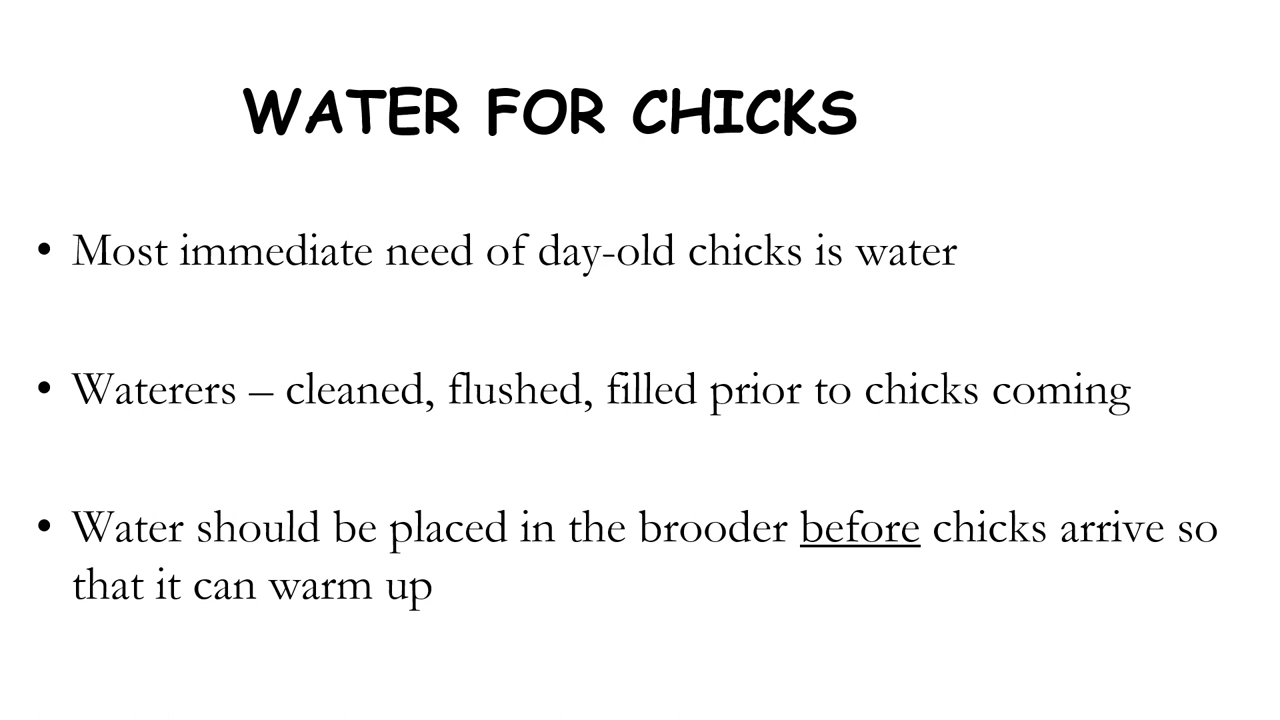 WATER FOR CHICKS
• Most immediate need of day-old chicks is water
• Waterers – cleaned, flushed, filled prior to chicks coming
• Water should be placed in the brooder before chicks arrive so
that it can warm up